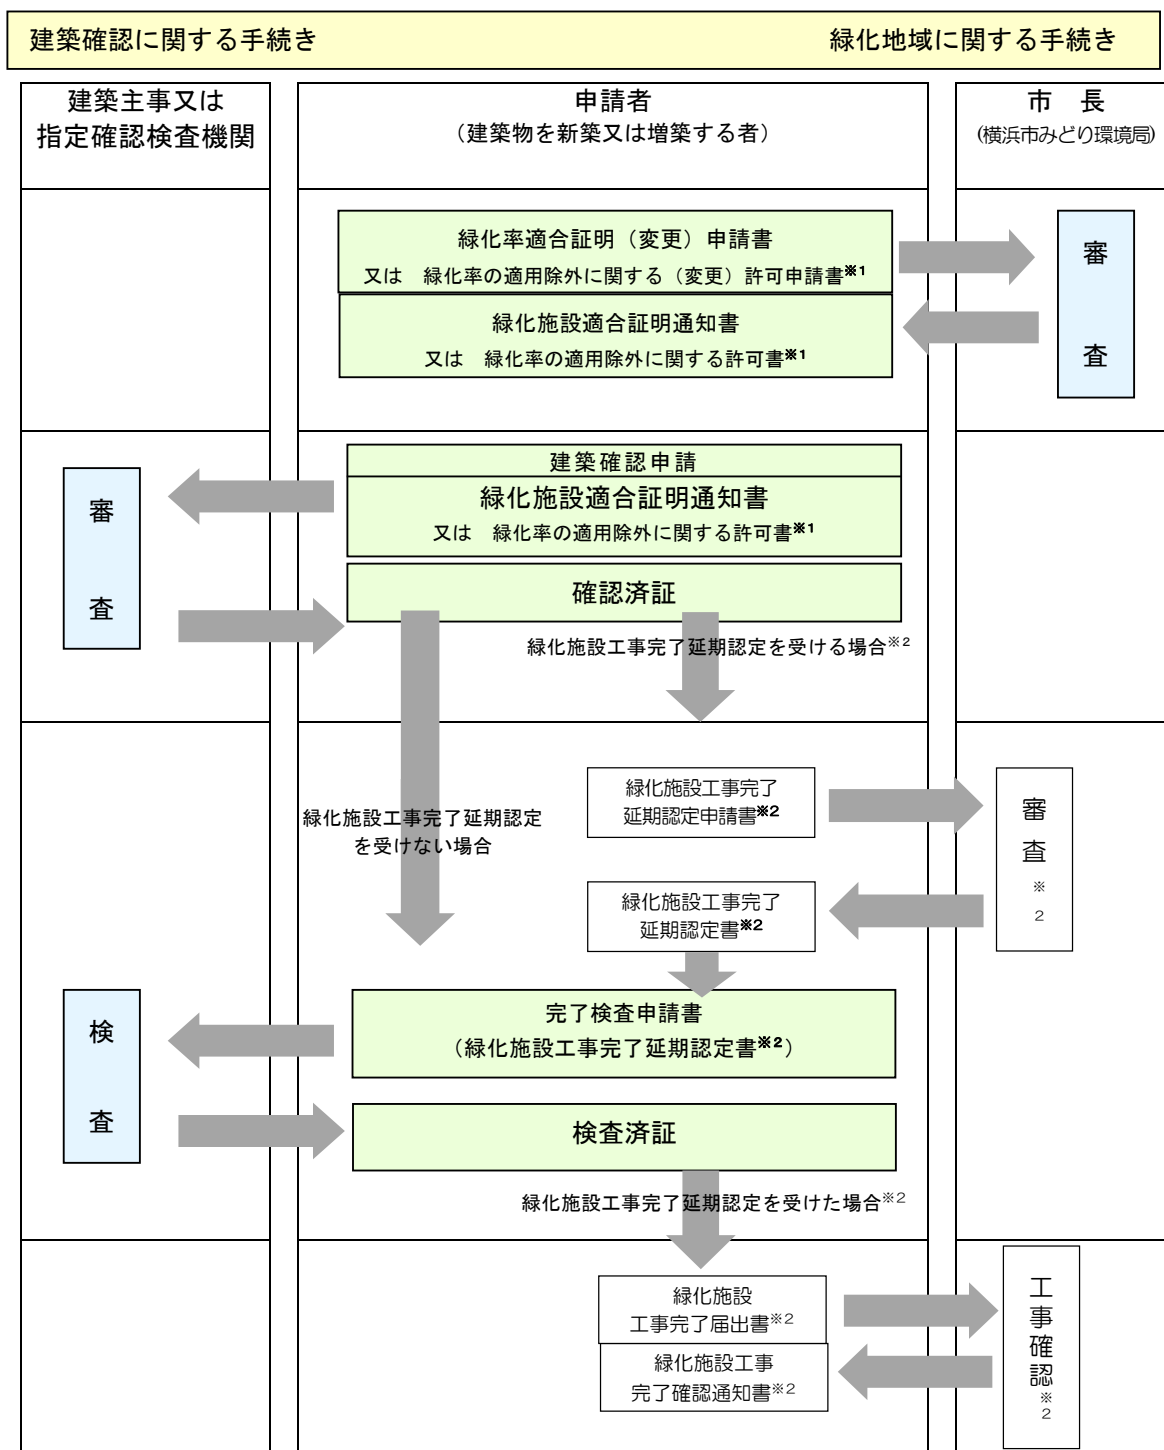 建築確認に関する手続き
緑化地域に関する手続き
建築主事又は
指定確認検査機関
申請者
（建築物を新築又は増築する者）
市　長
(横浜市みどり環境局)
緑化率適合証明（変更）申請書
又は　緑化率の適用除外に関する（変更）許可申請書※1
緑化施設適合証明通知書
又は　緑化率の適用除外に関する許可書※1
審
査
建築確認申請
緑化施設適合証明通知書
又は　緑化率の適用除外に関する許可書※1
審
査
確認済証
緑化施設工事完了延期認定を受ける場合※2
緑化施設工事完了延期認定
を受けない場合
緑化施設工事完了
延期認定申請書※2
緑化施設工事完了
延期認定書※2
審
査
※
2
完了検査申請書
（緑化施設工事完了延期認定書※2）
検
査
検査済証
緑化施設工事完了延期認定を受けた場合※2
緑化施設
工事完了届出書※2
緑化施設工事
完了確認通知書※2
工
事
確
認
※
2